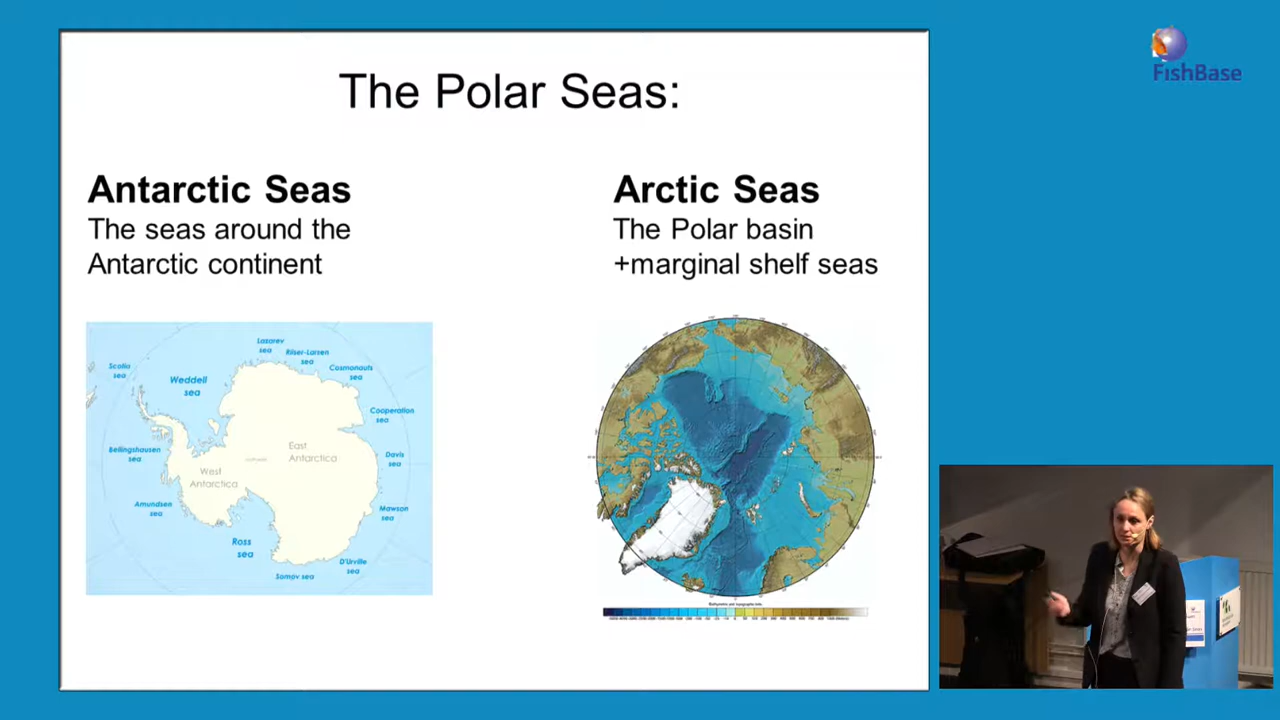 The Polar Seas:
FishBase
Antarctic Seas
The seas around the
Antarctic continent
Arctic Seas
The Polar basin
+marginal shelf seas
Lazarev
sea
Riiser-Larsen
sea
Cosmonauts
sea
Scotia
sea
Weddell
sea
Cooperation
sea
East
Antarctica
Bellingshausen
sea
Davis
sea
West
Antarctica
Amundsen
sea
Mawson
sea
Ross
sea
D'Urville
sea
Somov sea